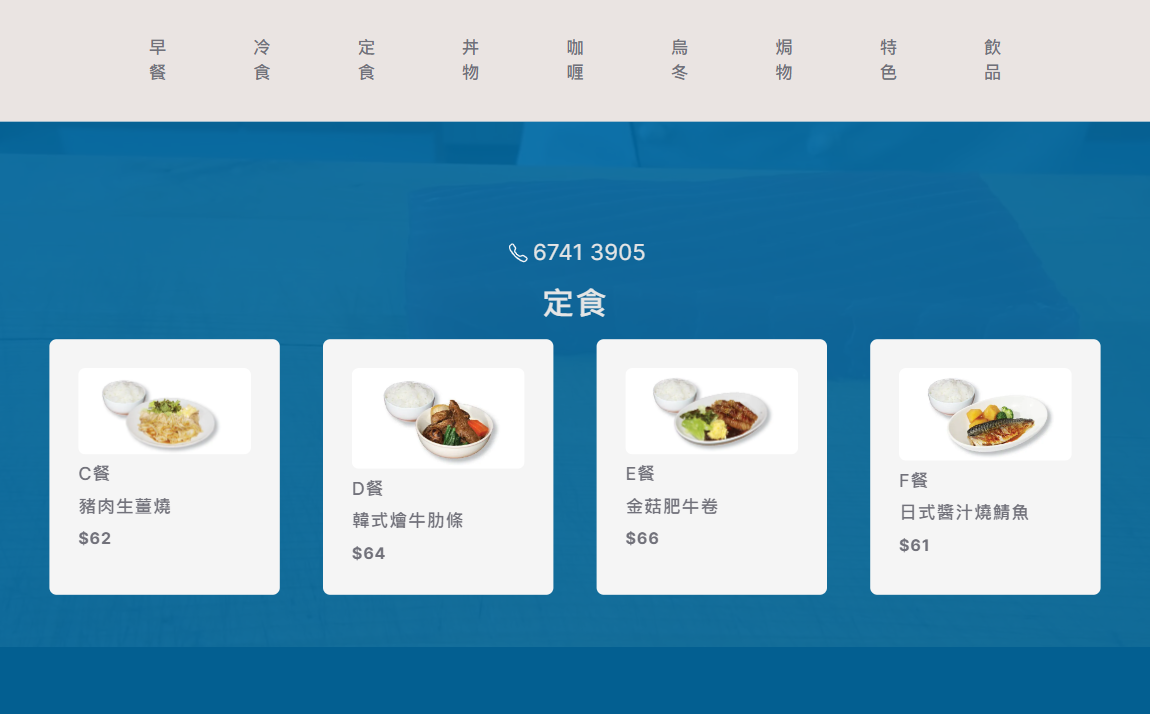 早餐
冷食
定食
丼物
咖喱
烏冬
焗物
特色
飲品
6741 3905
定食
C餐
豬肉生薑燒
$62
D餐
韓式燴牛肋條
$64
E餐
金菇肥牛卷
$66
F餐
日式醬汁燒鯖魚
$61